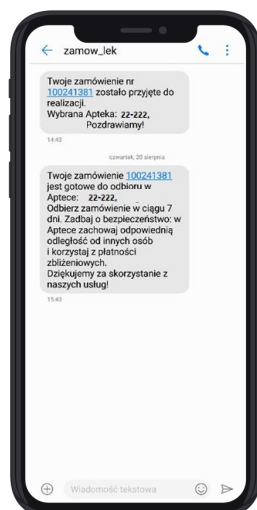 zamow_lek
Twoje zamówienie nr
100241381 zostało przyjęte do
realizacji.
Wybrana Apteka: 22-222,
Pozdrawiamy!
14:43
czwartek, 20 sierpnia
Twoje zamówienie 100241381
jest gotowe do odbioru w
Aptece: 22-222,
Odbierz zamówienie w ciągu 7
dni. Zadbaj o bezpieczeństwo: w
Aptece zachowaj odpowiednią
odległość od innych osób
i korzystaj z płatności
zbliżeniowych.
Dziękujemy za skorzystanie z
naszych usług!
15:43
Wiadomość tekstowa